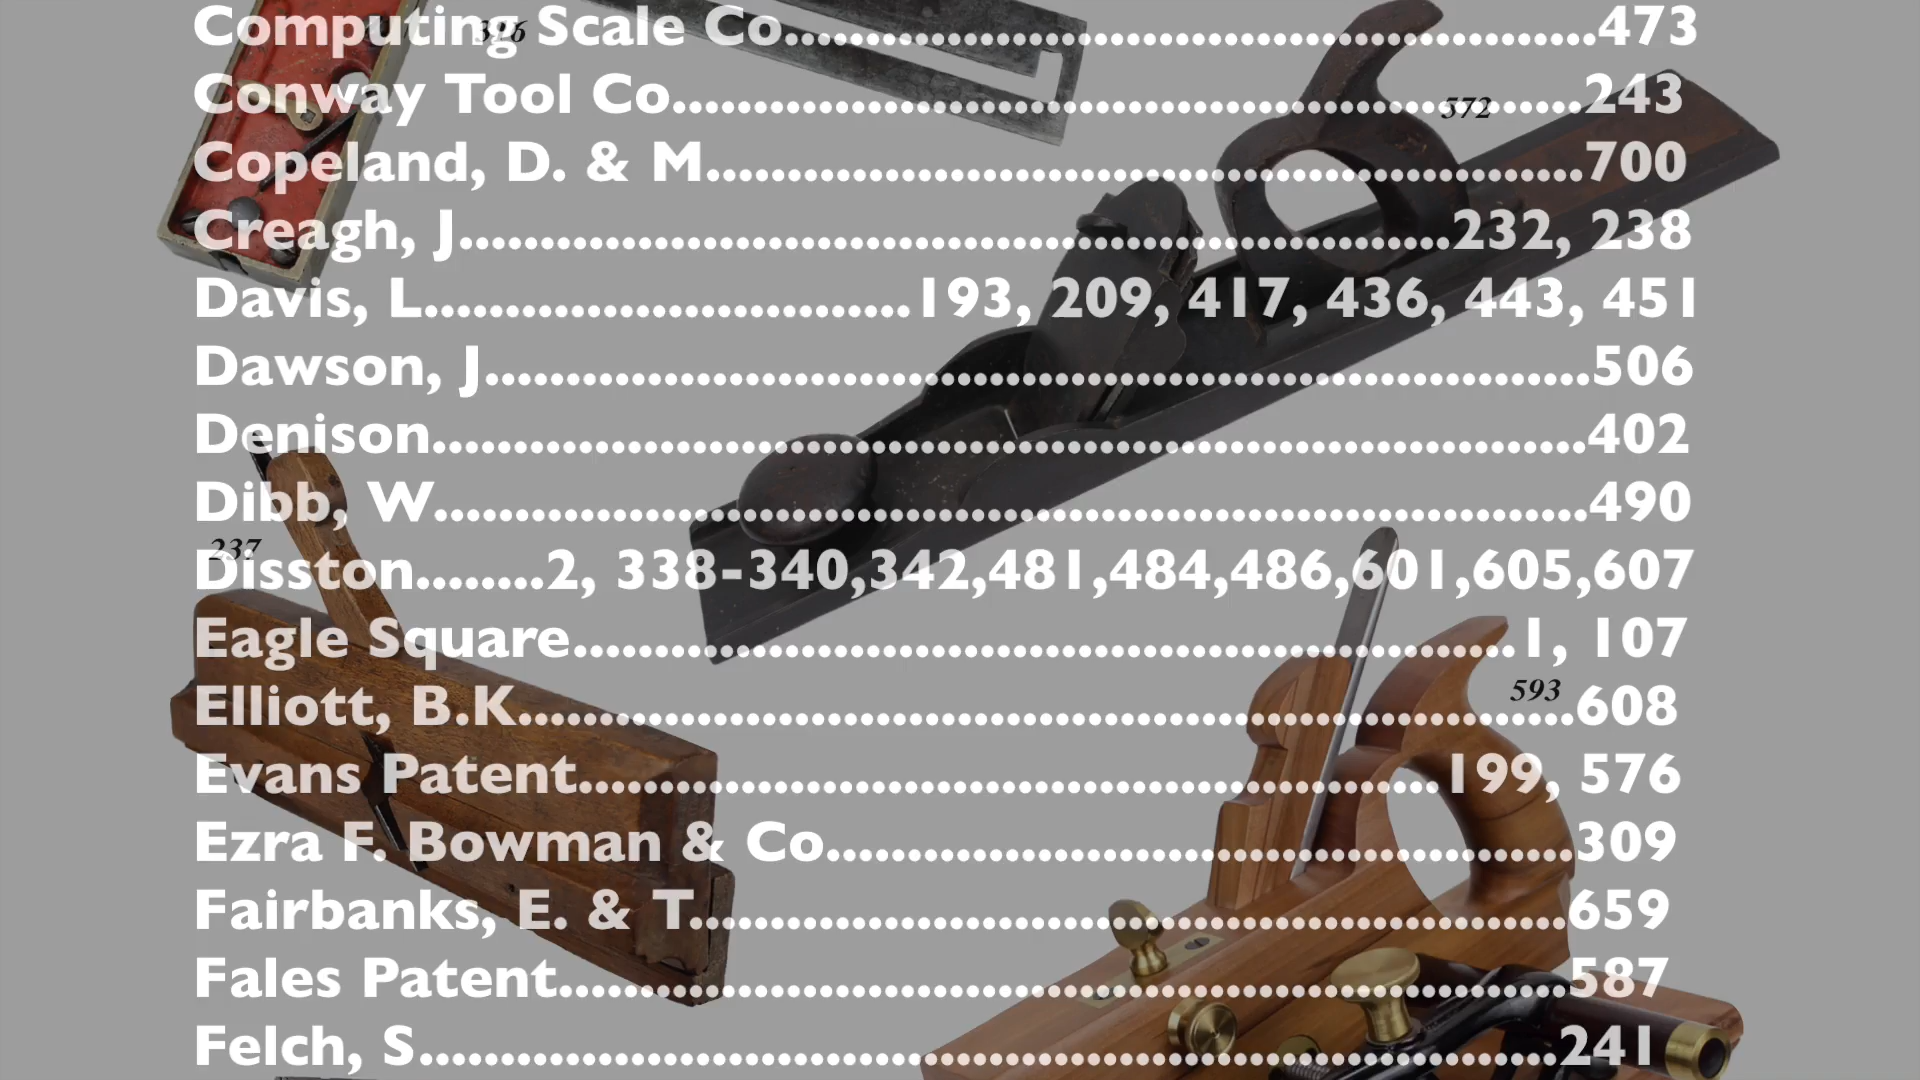 Computing Scale Co..................................................473
316
Conway Tool Co........................................................243
572
Copeland, D. & M......................................................700
Creagh, J.............................................................232, 238
Davis, L..............................193, 209, 417, 436, 443, 451
Dawson, J....................................................................506
Denison.......................................................................402
Dibb, W.......................................................................490
237
Disston........2, 338-340,342,481,484,486,601,605,607
Eagle Square..........................................................1, 107
593
Elliott, B.K.................................................................608
Evans Patent.....................................................199, 576
Ezra F. Bowman & Co..............................................309
Fairbanks, E. & T......................................................659
Fales Patent..............................................................587
Felch, S......................................................................241